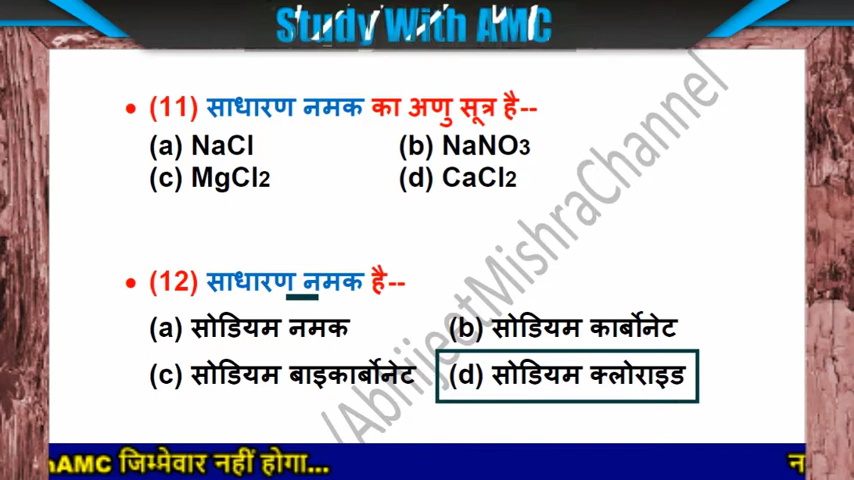 Study With AMC
• (11) साधारण नमक का अणु सूत्र है--
(a) NaCl (b) NaNO3
(c) MgCl2 (d) CaCl2
• (12) साधारण नमक है--
(a) सोडियम नमक (b) सोडियम कार्बोनेट
(c) सोडियम बाइकार्बोनेट (d) सोडियम क्लोराइड
/AbhijeetMishraChannel
AMC जिम्मेवार नहीं होगा...